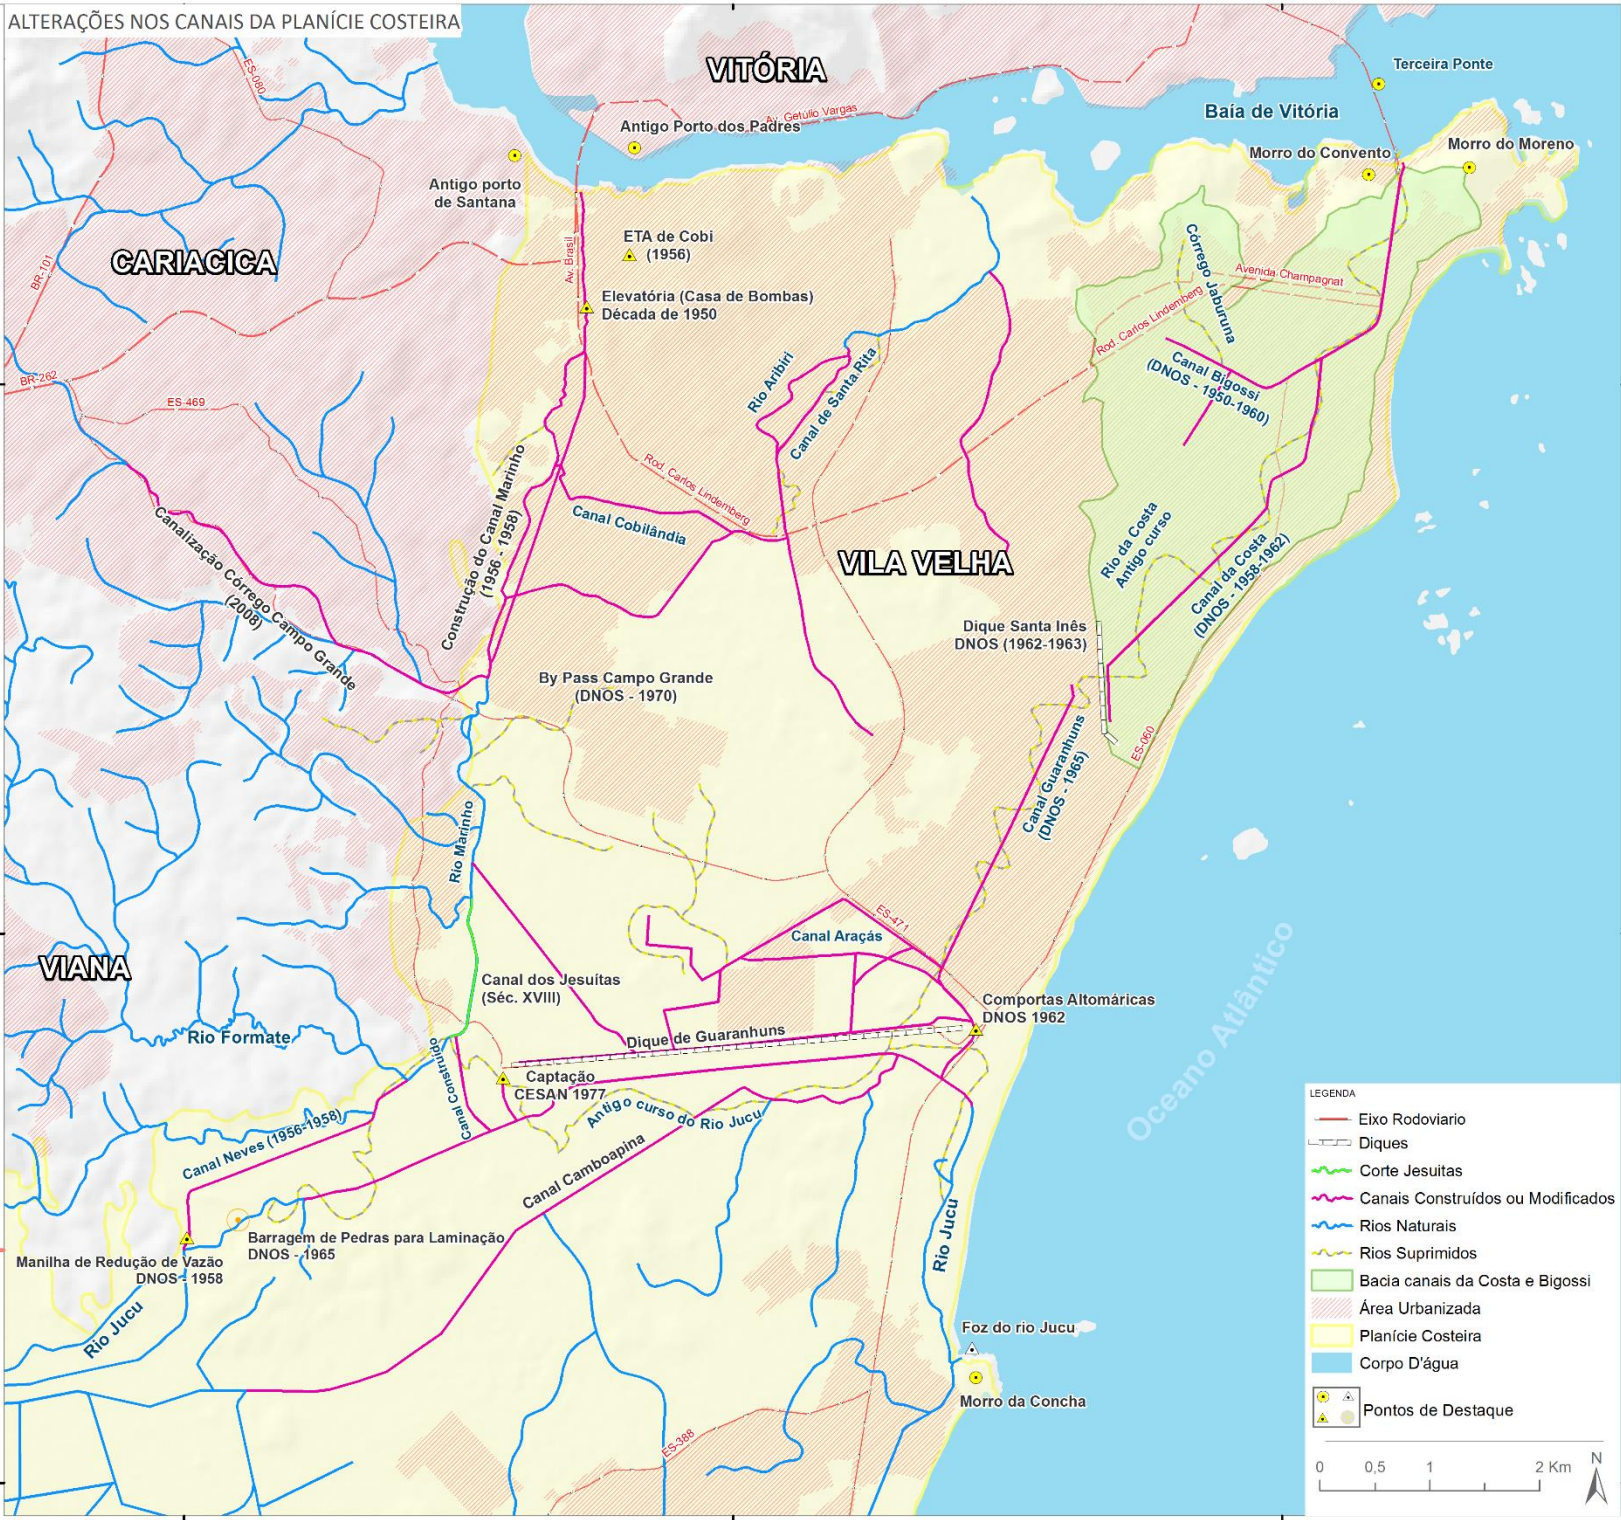 ALTERAÇÕES NOS CANAIS DA PLANÍCIE COSTEIRA
VITÓRIA
Terceira Ponte
ES-080
Av. Getúlio Vargas
Baía de Vitória
Antigo Porto dos Padres
Morro do Convento
Morro do Moreno
Antigo porto
de Santana
CARIACICA
BR-101
Av. Brasil
ETA de Cobi
(1956)
Elevatória (Casa de Bombas)
Década de 1950
Córrego Jaburuna
Avenida Champagnat
Rod. Carlos Lindemberg
BR-262
ES-469
Rio Aribiri
Canal de Santa Rita
Canal Bigossi
(DNOS - 1950-1960)
Rod. Carlos Lindemberg
Construção do Canal Marinho
(1956 - 1958)
Canal Cobilândia
Canalização Córrego Campo Grande
(2008)
VILA VELHA
Rio da Costa
Antigo curso
Canal da Costa
(DNOS - 1958-1962)
Dique Santa Inês
DNOS (1962-1963)
By Pass Campo Grande
(DNOS - 1970)
ES-060
Canal Guaranhuns
(DNOS - 1965)
Rio Marinho
ES-471
Canal Araçás
VIANA
Canal dos Jesuítas
(Séc. XVIII)
Comportas Altomáricas
DNOS 1962
Rio Formate
Dique de Guaranhuns
Canal Construído
Captação
CESAN 1977
Antigo curso do Rio Jucu
Canal Neves (1956-1958)
Canal Camboapina
Oceano Atlântico
Rio Jucu
Barragem de Pedras para Laminação
DNOS - 1965
Manilha de Redução de Vazão
DNOS - 1958
Rio Jucu
Foz do rio Jucu
Morro da Concha
ES-388
LEGENDA
Eixo Rodoviario
Diques
Corte Jesuitas
Canais Construídos ou Modificados
Rios Naturais
Rios Suprimidos
Bacia canais da Costa e Bigossi
Área Urbanizada
Planície Costeira
Corpo D'água
Pontos de Destaque
0 0,5 1 2 Km
N